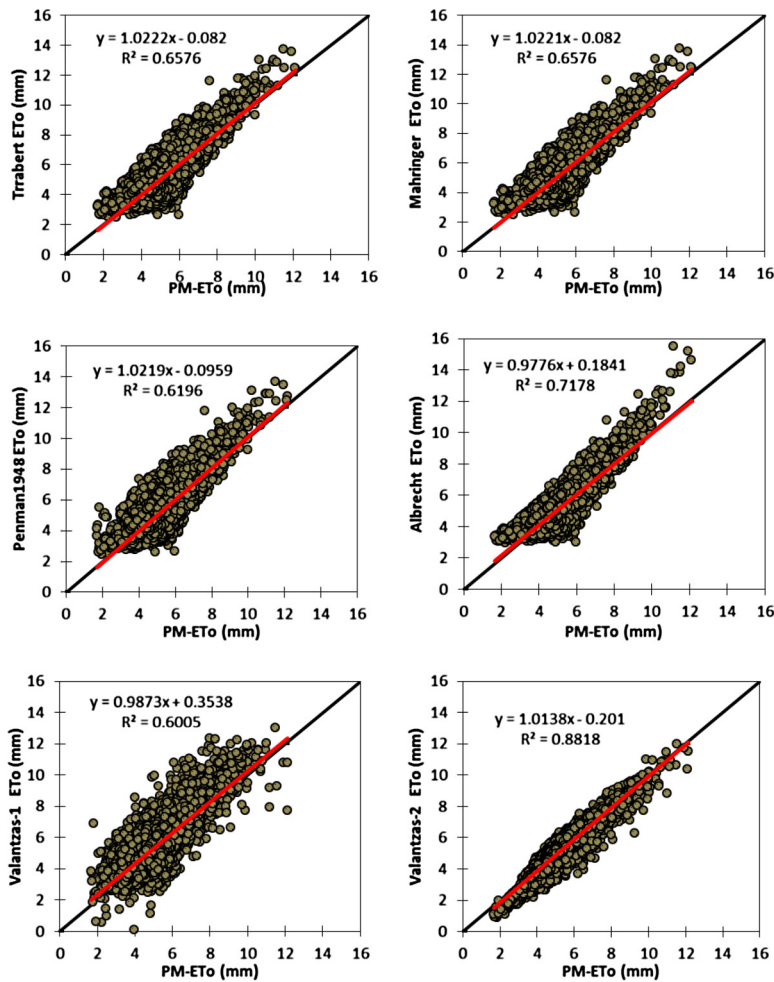 16
14
12
10
8
6
4
2
0
Trrabert ETo (mm)
y = 1.0222x - 0.082
R² = 0.6576
0 2 4 6 8 10 12 14 16
PM-ETo (mm)
16
14
12
10
8
6
4
2
0
Mahringer ETo (mm)
y = 1.0221x - 0.082
R² = 0.6576
0 2 4 6 8 10 12 14 16
PM-ETo (mm)
16
14
12
10
8
6
4
2
0
Penman1948 ETo (mm)
y = 1.0219x - 0.0959
R² = 0.6196
0 2 4 6 8 10 12 14 16
PM-ETo (mm)
16
14
12
10
8
6
4
2
0
Albrecht ETo (mm)
y = 0.9776x + 0.1841
R² = 0.7178
0 2 4 6 8 10 12 14 16
PM-ETo (mm)
16
14
12
10
8
6
4
2
0
Valantzas-1 ETo (mm)
y = 0.9873x + 0.3538
R² = 0.6005
0 2 4 6 8 10 12 14 16
PM-ETo (mm)
16
14
12
10
8
6
4
2
0
Valantzas-2 ETo (mm)
y = 1.0138x - 0.201
R² = 0.8818
0 2 4 6 8 10 12 14 16
PM-ETo (mm)